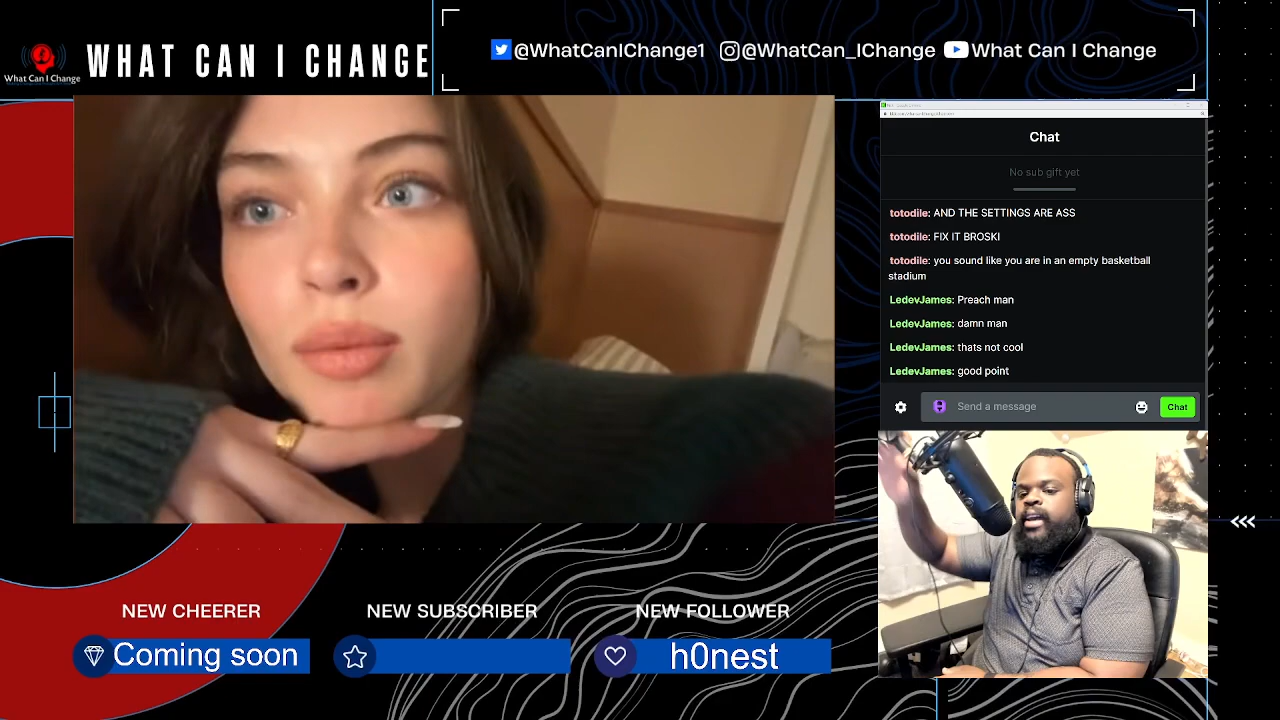 What Can I Change
WHAT CAN I CHANGE
@WhatCanIChange1 @WhatCan_IChange What Can I Change
Chat
No sub gift yet
totodile: AND THE SETTINGS ARE ASS
totodile: FIX IT BROSKI
totodile: you sound like you are in an empty basketball
stadium
LedevJames: Preach man
LedevJames: damn man
LedevJames: thats not cool
LedevJames: good point
Send a message
Chat
NEW CHEERER
NEW SUBSCRIBER
NEW FOLLOWER
Coming soon
h0nest